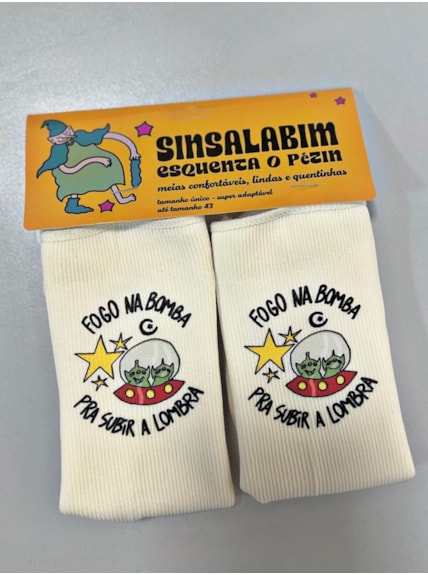 SINSALABIM
ESQUENTA O PÉZIN
meias confortáveis, lindas e quentinhas
tamanho único - super adaptável
até tamanho 43
FOGO NA BOMBA
PRA SUBIR A LOMBRA
FOGO NA BOMBA
PRA SUBIR A LOMBRA